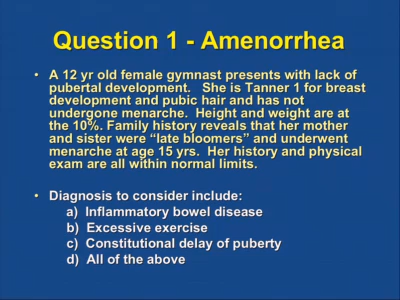 Question 1 - Amenorrhea
• A 12 yr old female gymnast presents with lack of
pubertal development. She is Tanner 1 for breast
development and pubic hair and has not
undergone menarche. Height and weight are at
the 10%. Family history reveals that her mother
and sister were “late bloomers” and underwent
menarche at age 15 yrs. Her history and physical
exam are all within normal limits.
• Diagnosis to consider include:
a) Inflammatory bowel disease
b) Excessive exercise
c) Constitutional delay of puberty
d) All of the above